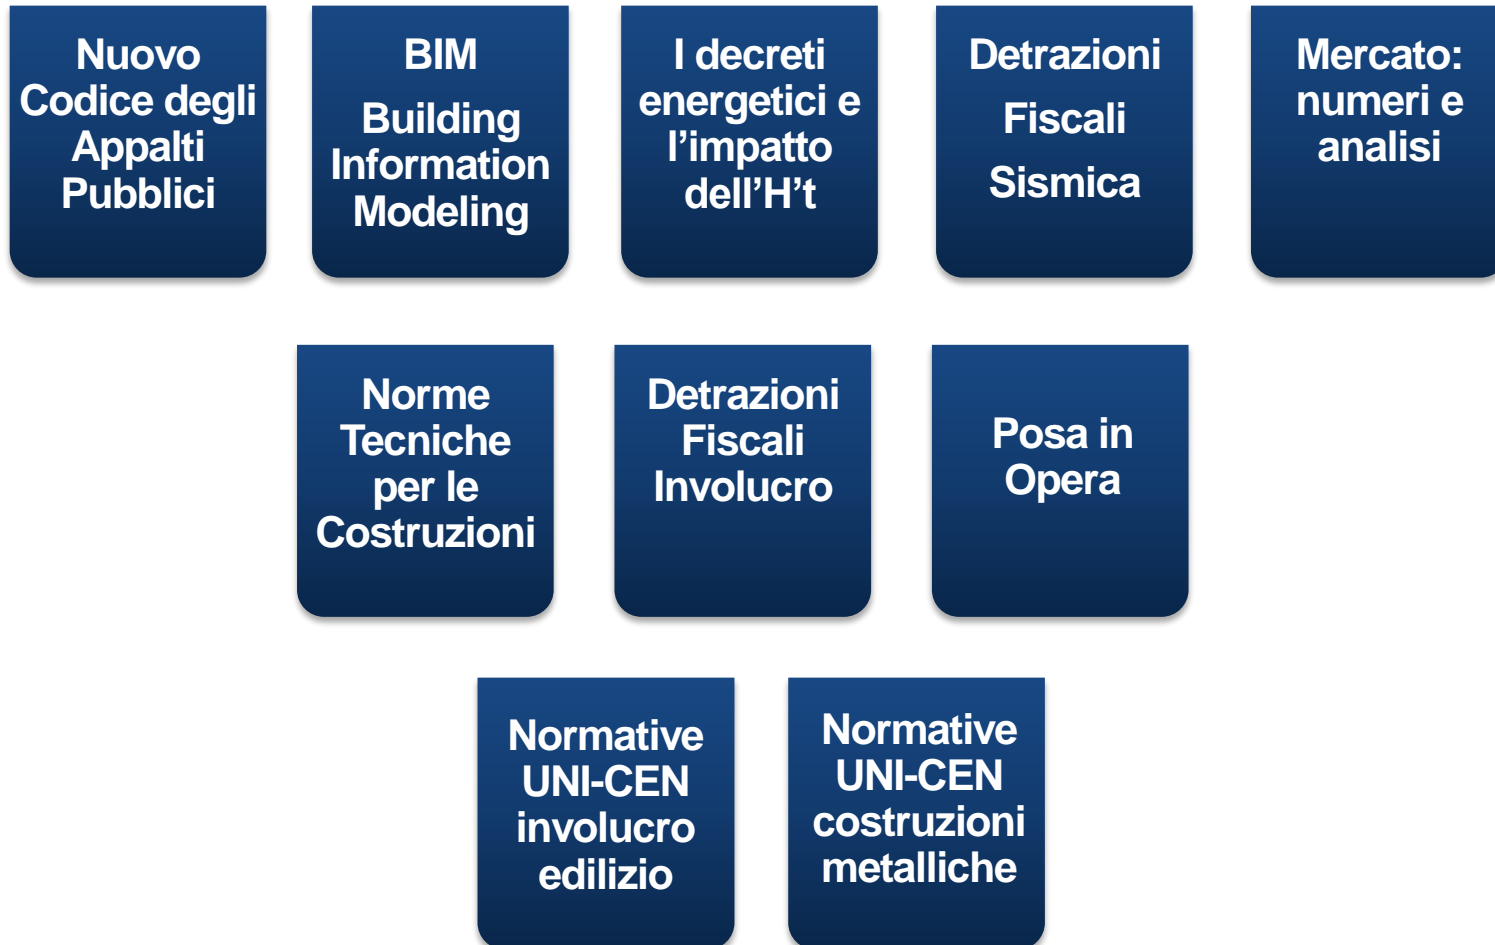 Nuovo
Codice degli
Appalti
Pubblici
BIM
Building
Information
Modeling
I decreti
energetici e
l’impatto
dell’H’t
Detrazioni
Fiscali
Sismica
Mercato:
numeri e
analisi
Norme
Tecniche
per le
Costruzioni
Detrazioni
Fiscali
Involucro
Posa in
Opera
Normative
UNI-CEN
involucro
edilizio
Normative
UNI-CEN
costruzioni
metalliche